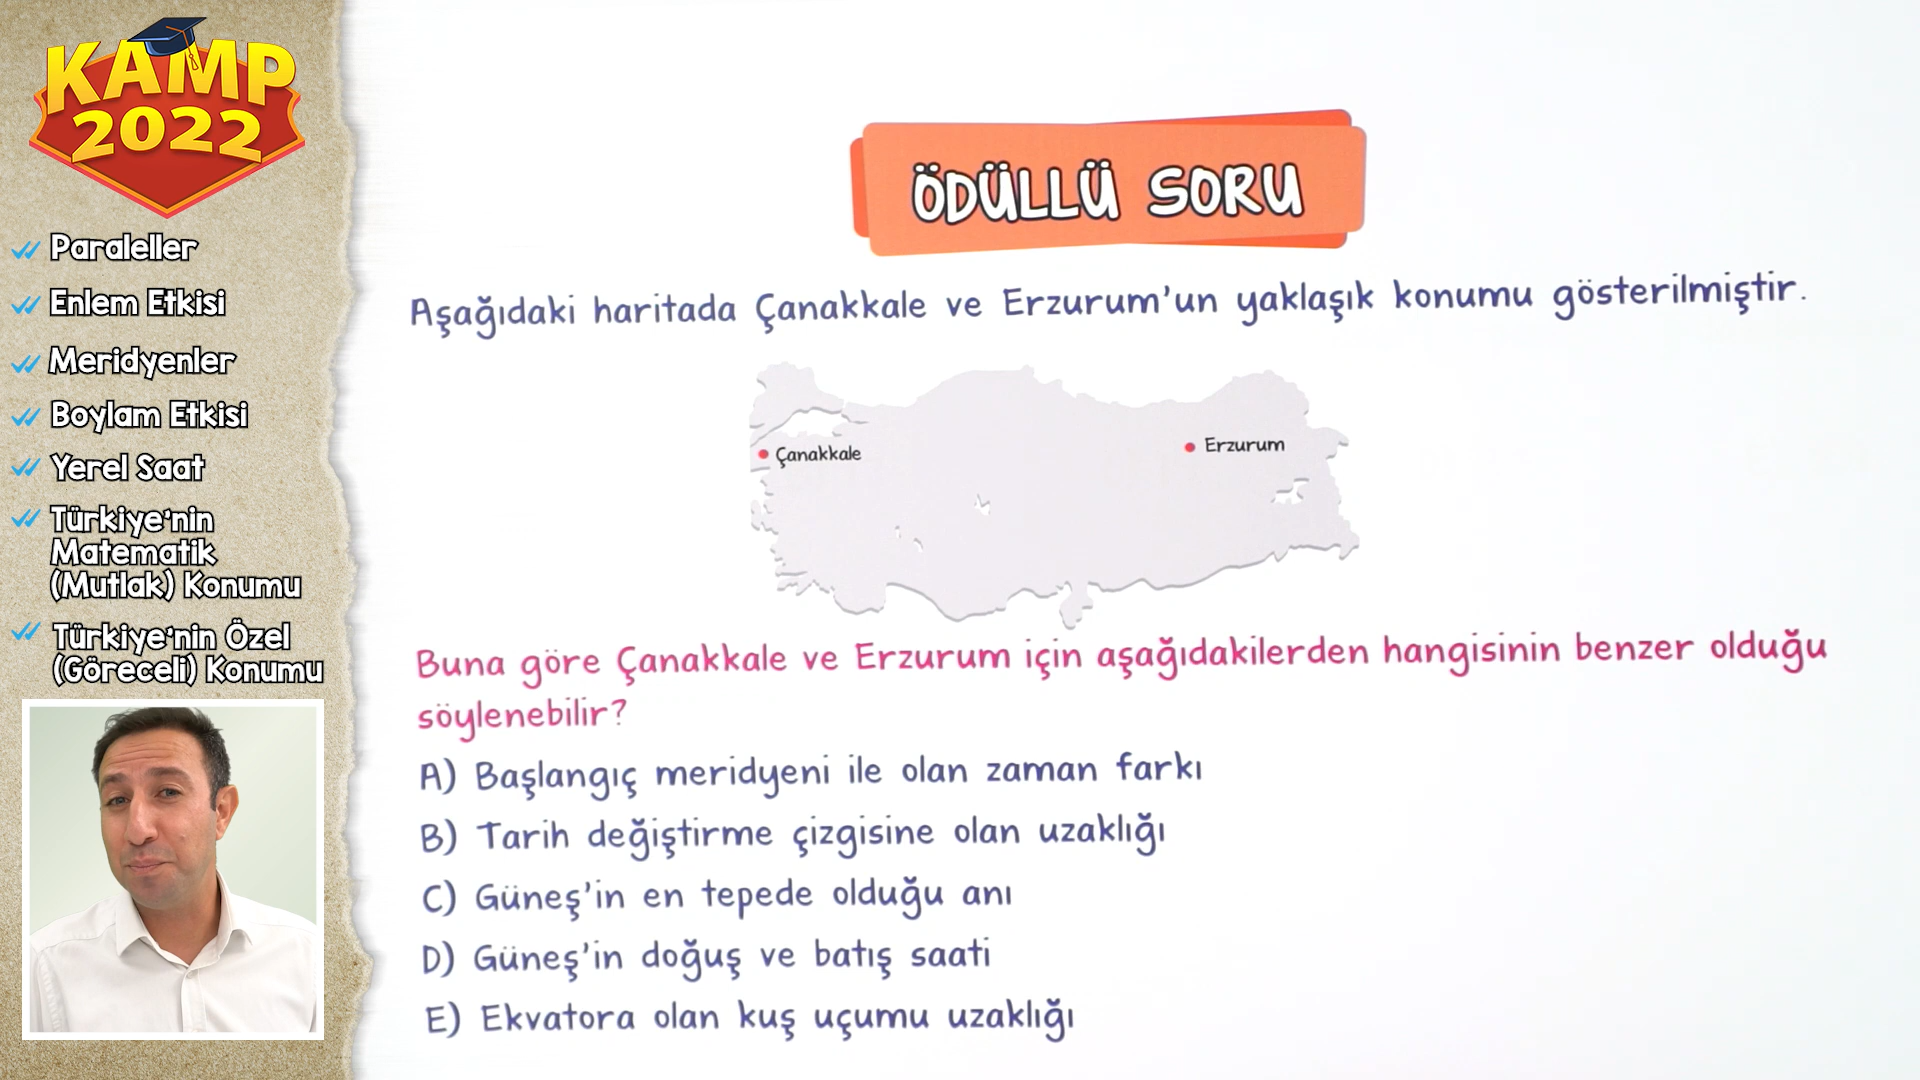 KAMP
2022
Paraleller
Enlem Etkisi
Meridyenler
Boylam Etkisi
Yerel Saat
Türkiye'nin
Matematik
(Mutlak) Konumu
Türkiye'nin Özel
(Göreceli) Konumu
ÖDÜLLÜ SORU
Aşağıdaki haritada Çanakkale ve Erzurum'un yaklaşık konumu gösterilmiştir.
Çanakkale
Erzurum
Buna göre Çanakkale ve Erzurum için aşağıdakilerden hangisinin benzer olduğu
söylenebilir?
A) Başlangıç meridyeni ile olan zaman farkı
B) Tarih değiştirme çizgisine olan uzaklığı
C) Güneş'in en tepede olduğu anı
D) Güneş'in doğuş ve batış saati
E) Ekvatora olan kuş uçumu uzaklığı